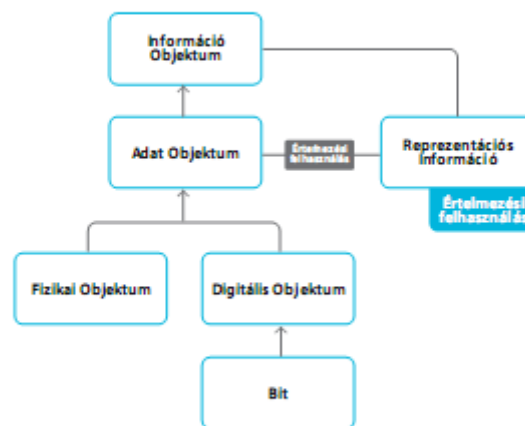 Információ
Objektum
Adat Objektum
Értelmezési
felhasználás
Reprezentációs
Információ
Értelmezési
felhasználás
Fizikai Objektum
Digitális Objektum
Bit